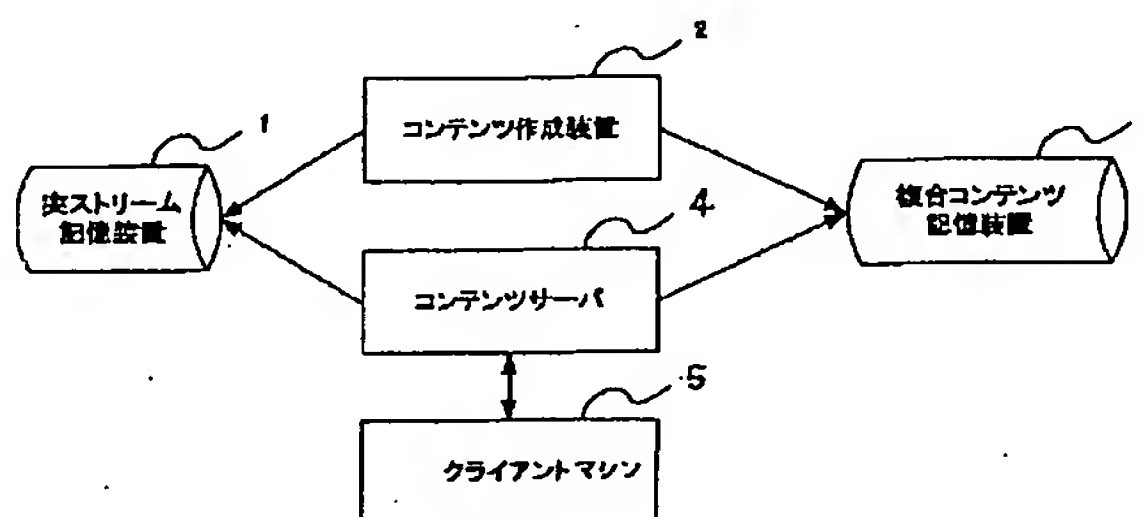 2
コンテンツ作成装置
1
実ストリーム
記憶装置
複合コンテンツ
記憶装置
4
コンテンツサーバ
5
クライアントマシン